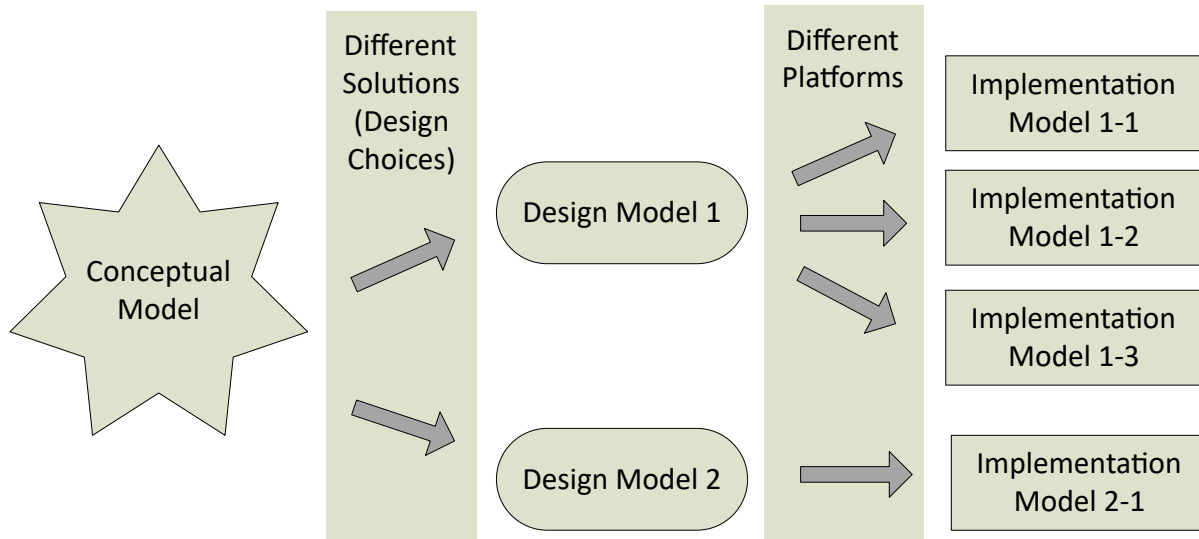 Conceptual
Model
Different
Solutions
(Design
Choices)
Design Model 1
Design Model 2
Different
Platforms
Implementation
Model 1-1
Implementation
Model 1-2
Implementation
Model 1-3
Implementation
Model 2-1